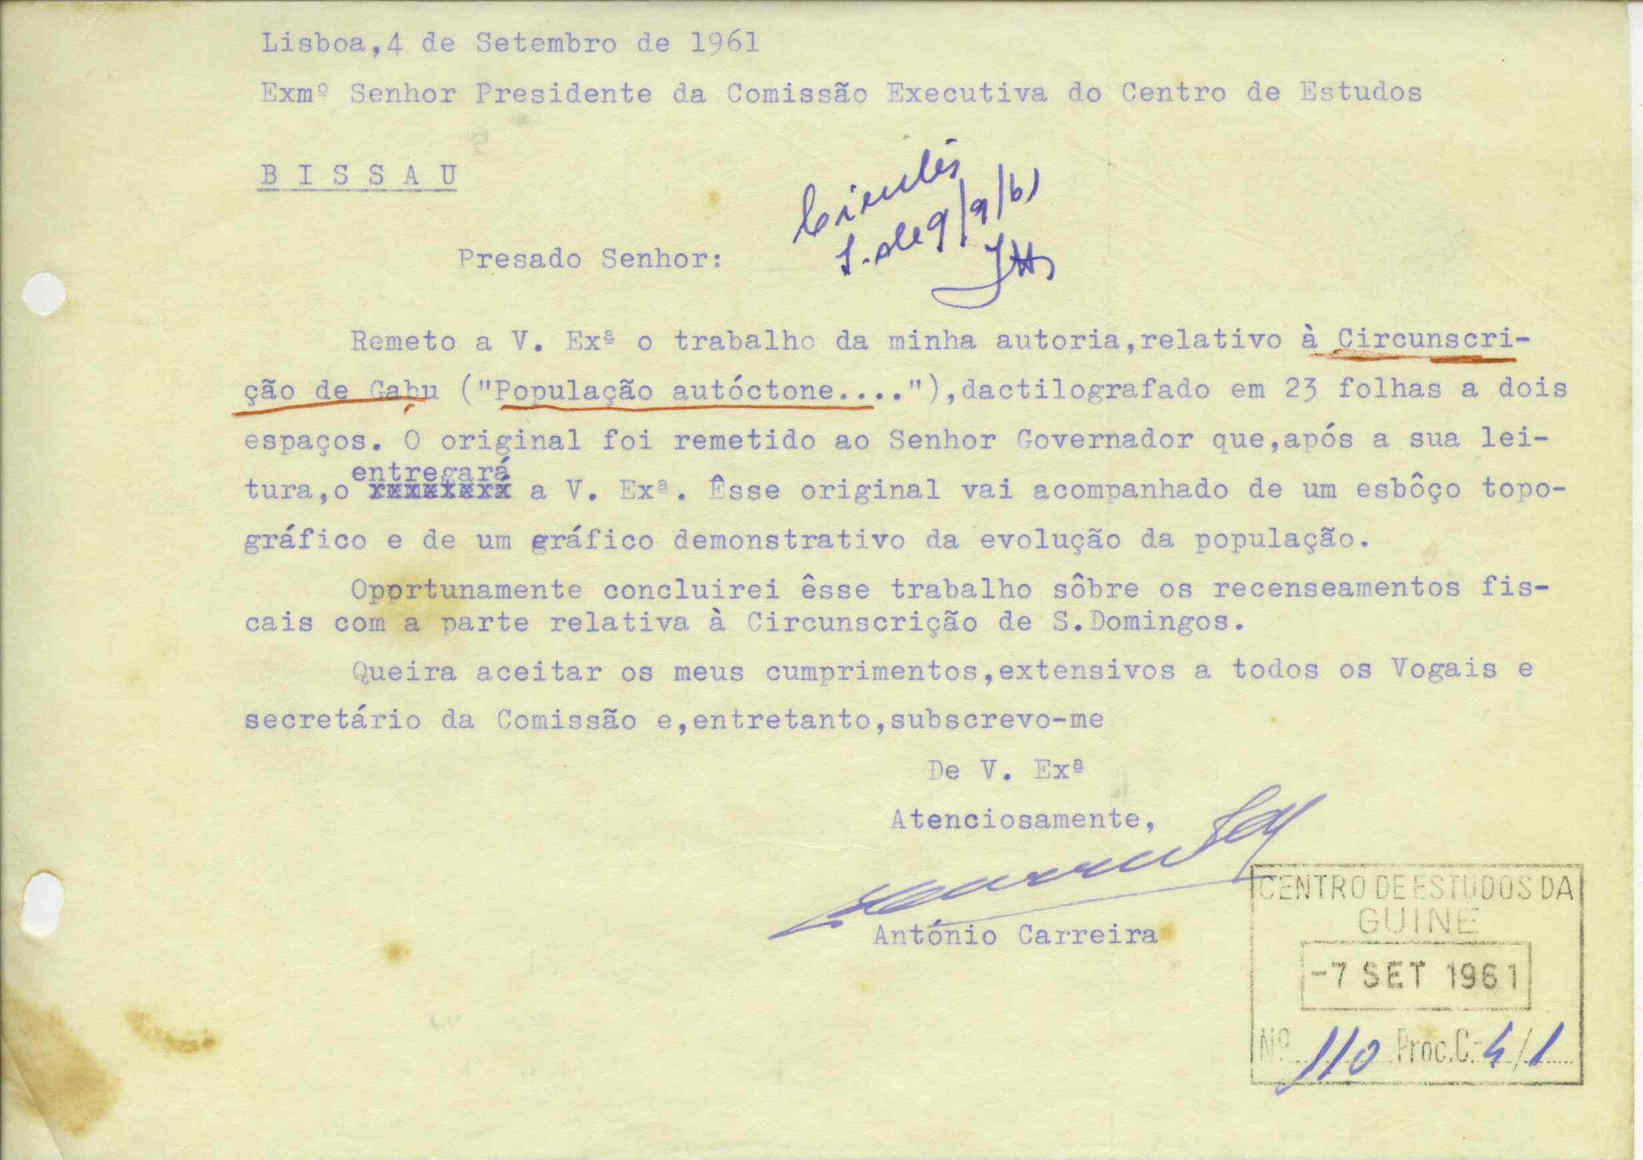 Lisboa,4 de Setembro de 1961
Exmº Senhor Presidente da Comissão Executiva do Centro de Estudos
B I S S A U
9/9/61
Presado Senhor:
Remeto a V. Exª o trabalho da minha autoria,relativo à Circunscri-
ção de Gabu ("População autóctone...."),dactilografado em 23 folhas a dois
espaços. O original foi remetido ao Senhor Governador que,após a sua lei-
entregará
tura,o a V. Exª. Êsse original vai acompanhado de um esbôço topo-
gráfico e de um gráfico demonstrativo da evolução da população.
Oportunamente concluirei êsse trabalho sôbre os recenseamentos fis-
cais com a parte relativa à Circunscrição de S.Domingos.
Queira aceitar os meus cumprimentos,extensivos a todos os Vogais e
secretário da Comissão e,entretanto,subscrevo-me
De V. Exª
Atenciosamente,
António Carreira
CENTRO DE ESTUDOS DA
GUINÉ
-7 SET 1961
Nº 110 Proc.C-4/1